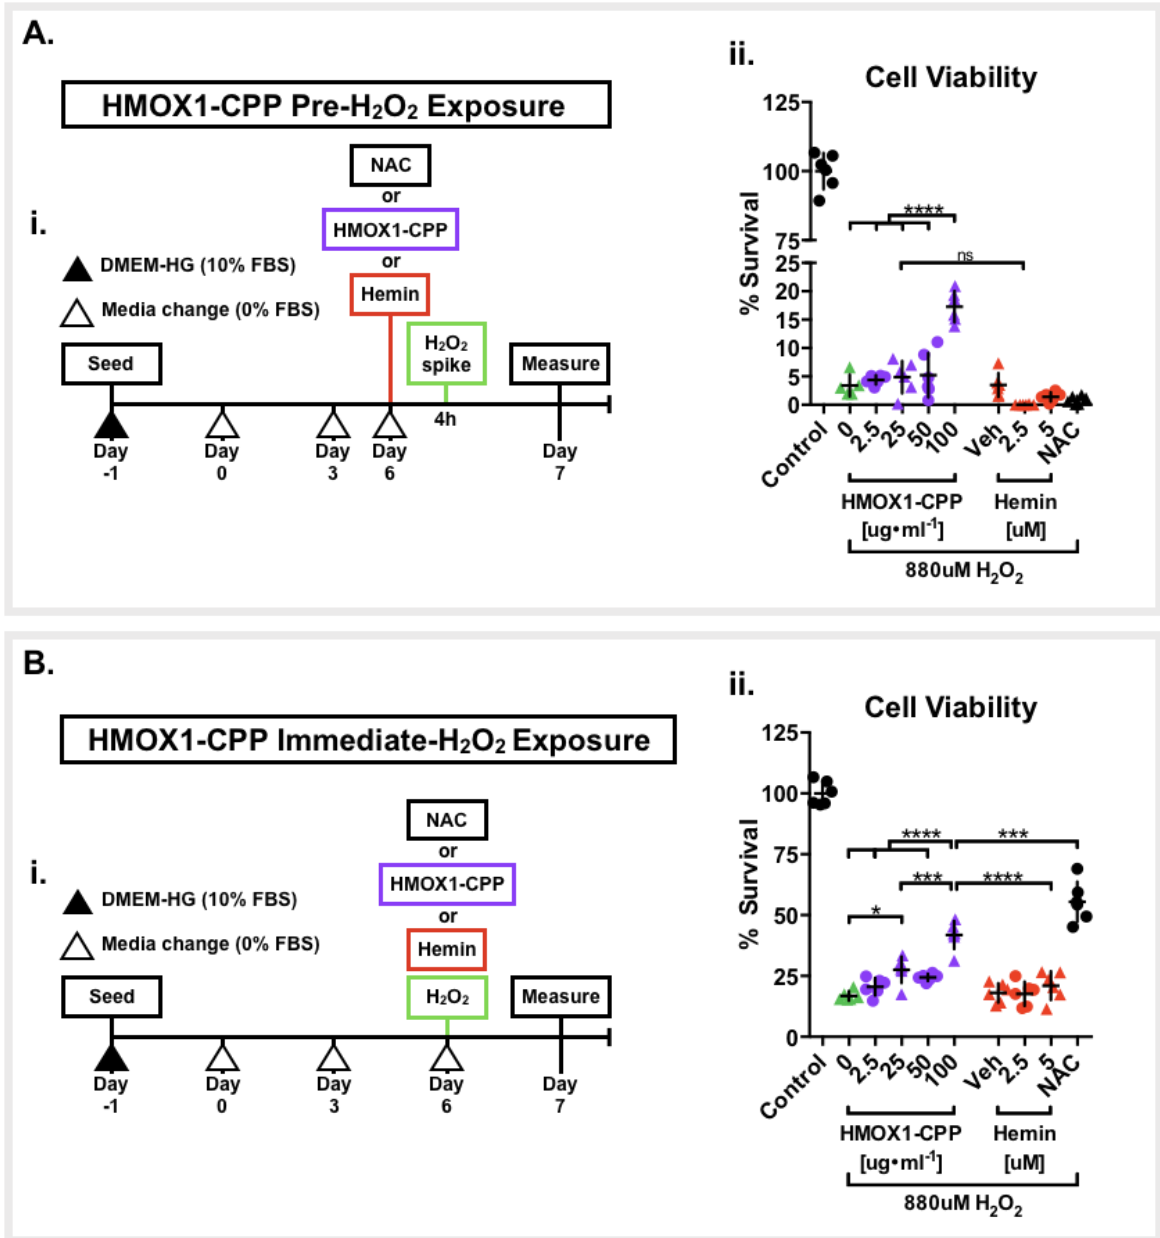 A.
HMOX1-CPP Pre-H₂O₂ Exposure
i.
NAC
or
HMOX1-CPP
or
Hemin
DMEM-HG (10% FBS)
Media change (0% FBS)
Seed
H₂O₂
spike
Measure
4h
Day
-1
Day
0
Day
3
Day
6
Day
7
ii.
Cell Viability
% Survival
125
100
75
25
20
15
10
5
0
****
ns
Control
0
2.5
25
50
100
Veh
2.5
5
NAC
HMOX1-CPP
[ug•ml⁻¹]
Hemin
[uM]
880uM H₂O₂
B.
HMOX1-CPP Immediate-H₂O₂ Exposure
i.
NAC
or
HMOX1-CPP
or
Hemin
H₂O₂
DMEM-HG (10% FBS)
Media change (0% FBS)
Seed
Measure
Day
-1
Day
0
Day
3
Day
6
Day
7
ii.
Cell Viability
% Survival
125
100
75
50
25
0
**** ***
*** ****
*
Control
0
2.5
25
50
100
Veh
2.5
5
NAC
HMOX1-CPP
[ug•ml⁻¹]
Hemin
[uM]
880uM H₂O₂